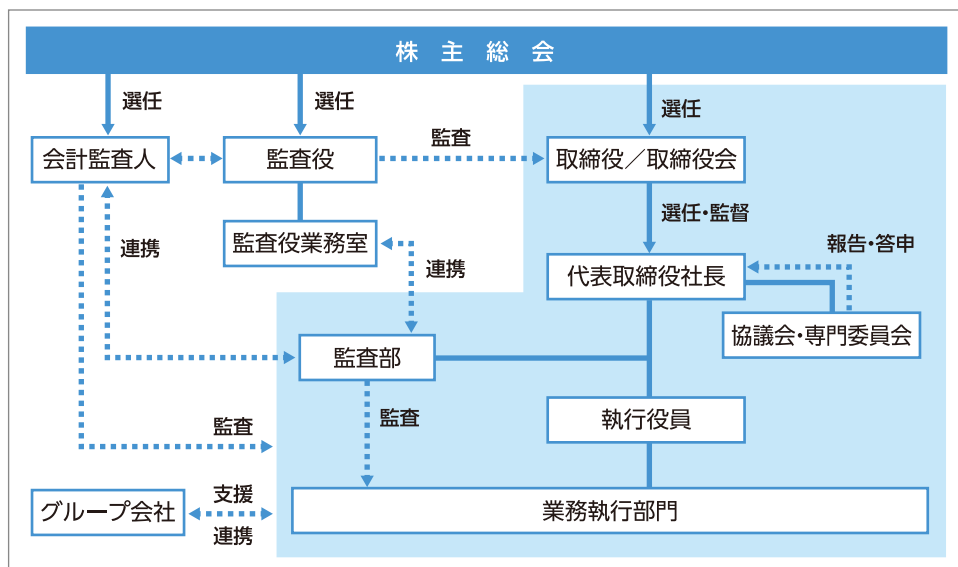 株主総会
選任
選任
選任
会計監査人
監査役
監査
取締役／取締役会
選任・監督
連携
監査役業務室
連携
報告・答申
代表取締役社長
協議会・専門委員会
監査部
監査
監査
執行役員
グループ会社
支援
連携
業務執行部門